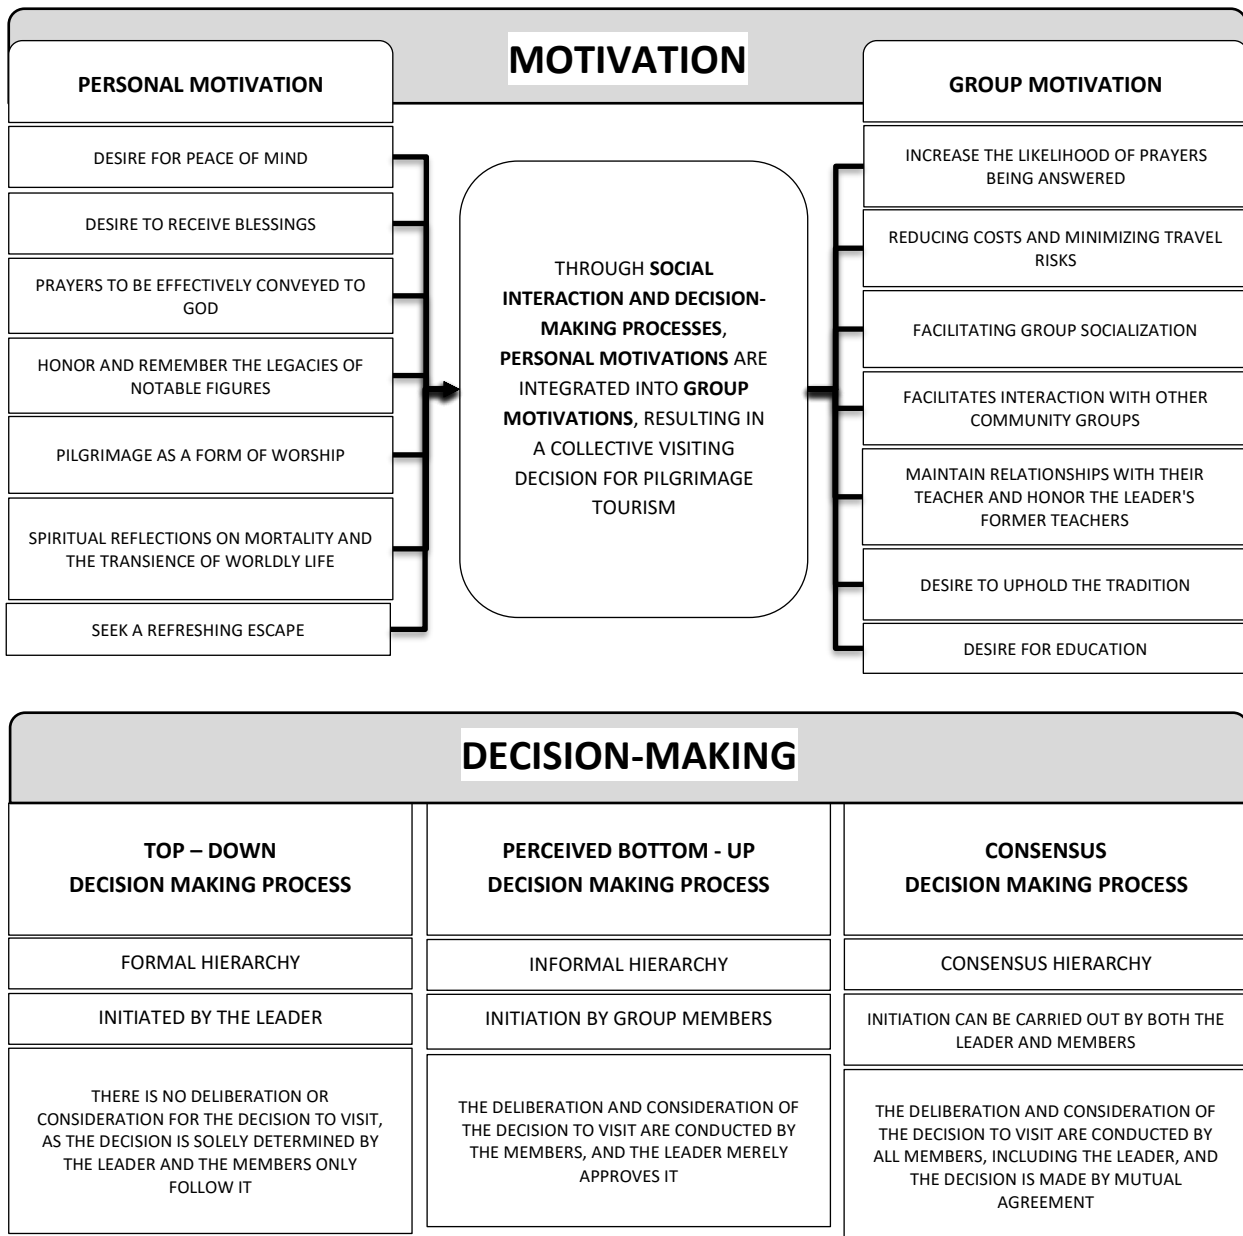 MOTIVATION
PERSONAL MOTIVATION
DESIRE FOR PEACE OF MIND
DESIRE TO RECEIVE BLESSINGS
PRAYERS TO BE EFFECTIVELY CONVEYED TO
GOD
HONOR AND REMEMBER THE LEGACIES OF
NOTABLE FIGURES
PILGRIMAGE AS A FORM OF WORSHIP
SPIRITUAL REFLECTIONS ON MORTALITY AND
THE TRANSIENCE OF WORLDLY LIFE
SEEK A REFRESHING ESCAPE
THROUGH SOCIAL
INTERACTION AND DECISION-
MAKING PROCESSES,
PERSONAL MOTIVATIONS ARE
INTEGRATED INTO GROUP
MOTIVATIONS, RESULTING IN
A COLLECTIVE VISITING
DECISION FOR PILGRIMAGE
TOURISM
GROUP MOTIVATION
INCREASE THE LIKELIHOOD OF PRAYERS
BEING ANSWERED
REDUCING COSTS AND MINIMIZING TRAVEL
RISKS
FACILITATING GROUP SOCIALIZATION
FACILITATES INTERACTION WITH OTHER
COMMUNITY GROUPS
MAINTAIN RELATIONSHIPS WITH THEIR
TEACHER AND HONOR THE LEADER'S
FORMER TEACHERS
DESIRE TO UPHOLD THE TRADITION
DESIRE FOR EDUCATION
DECISION-MAKING
TOP – DOWN
DECISION MAKING PROCESS
FORMAL HIERARCHY
INITIATED BY THE LEADER
THERE IS NO DELIBERATION OR
CONSIDERATION FOR THE DECISION TO VISIT,
AS THE DECISION IS SOLELY DETERMINED BY
THE LEADER AND THE MEMBERS ONLY
FOLLOW IT
PERCEIVED BOTTOM - UP
DECISION MAKING PROCESS
INFORMAL HIERARCHY
INITIATION BY GROUP MEMBERS
THE DELIBERATION AND CONSIDERATION OF
THE DECISION TO VISIT ARE CONDUCTED BY
THE MEMBERS, AND THE LEADER MERELY
APPROVES IT
CONSENSUS
DECISION MAKING PROCESS
CONSENSUS HIERARCHY
INITIATION CAN BE CARRIED OUT BY BOTH THE
LEADER AND MEMBERS
THE DELIBERATION AND CONSIDERATION OF
THE DECISION TO VISIT ARE CONDUCTED BY
ALL MEMBERS, INCLUDING THE LEADER, AND
THE DECISION IS MADE BY MUTUAL
AGREEMENT